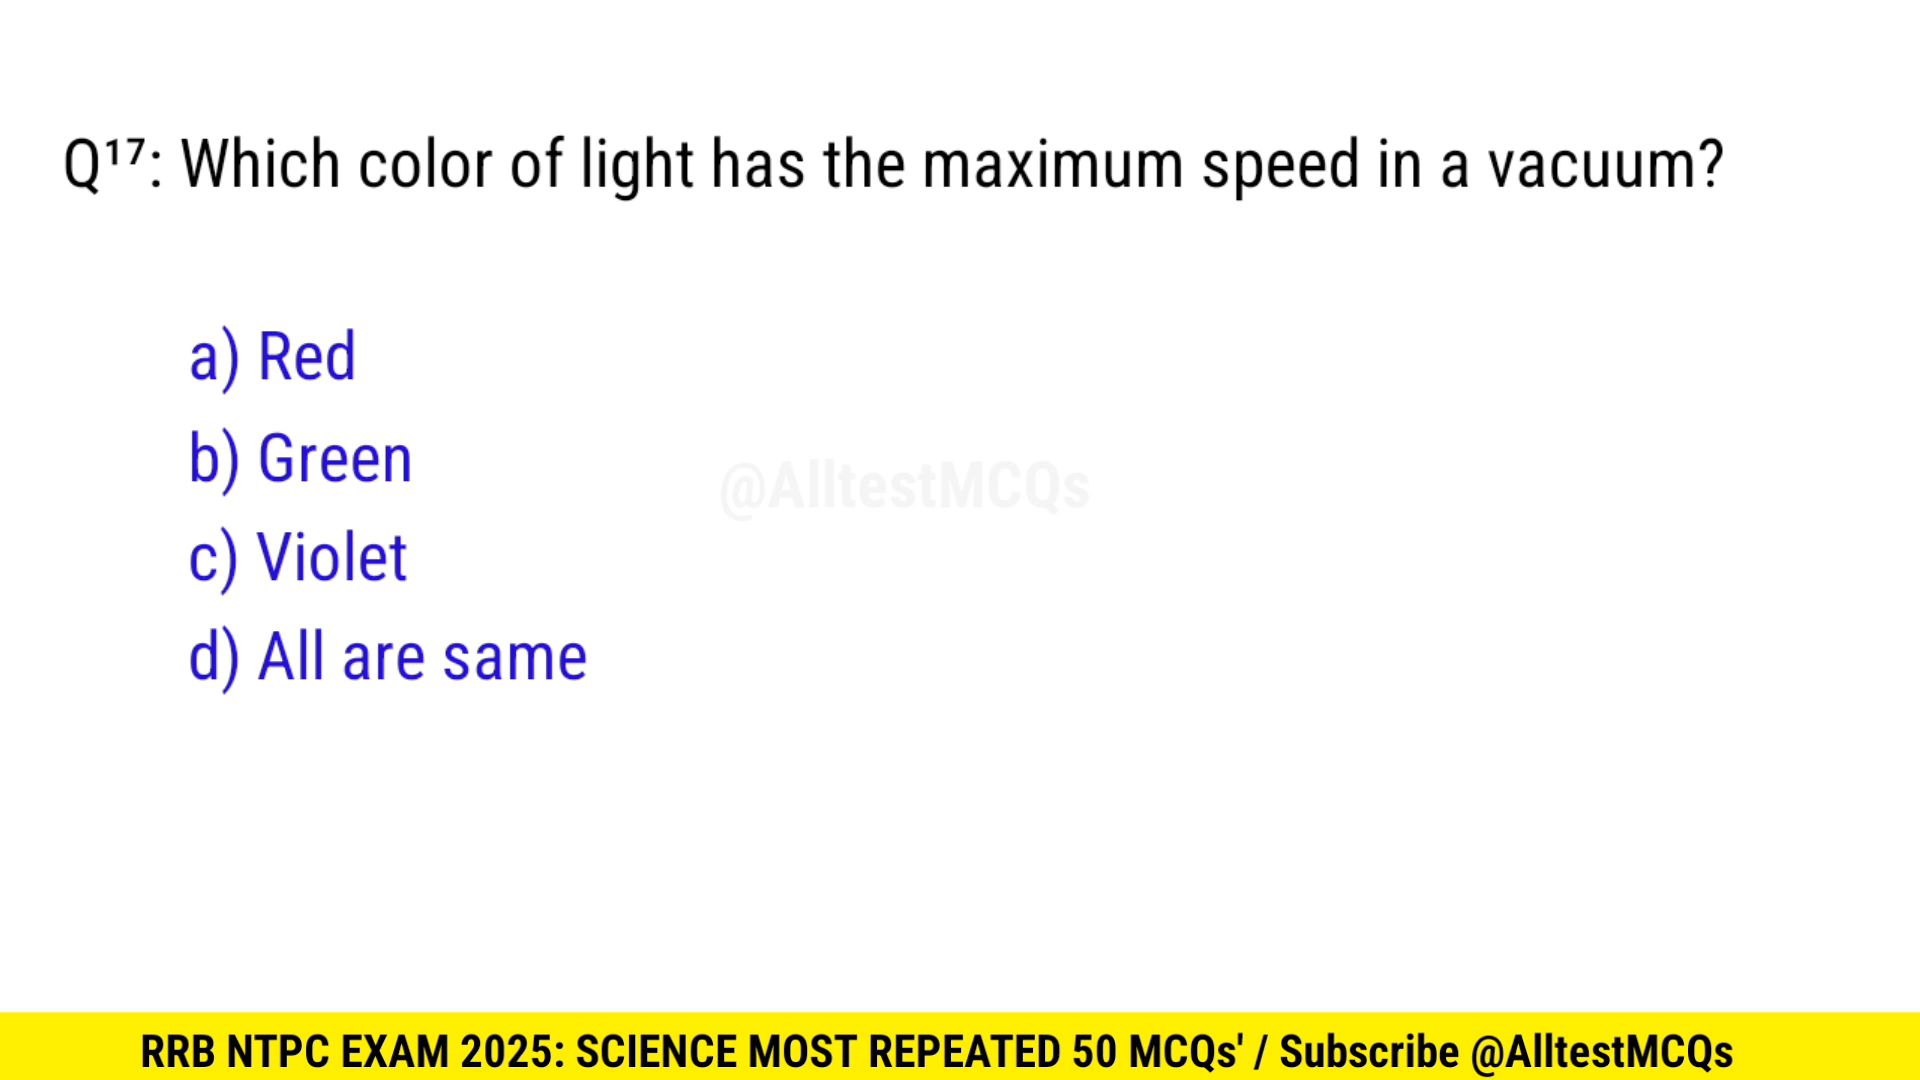 Q¹⁷: Which color of light has the maximum speed in a vacuum?
a) Red
b) Green
@AlltestMCQs
c) Violet
d) All are same
RRB NTPC EXAM 2025: SCIENCE MOST REPEATED 50 MCQs' / Subscribe @AlltestMCQs